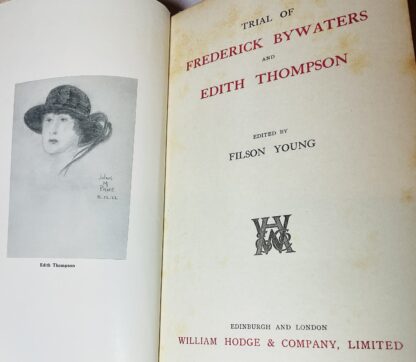 Edith Thompson
TRIAL OF
FREDERICK BYWATERS
AND
EDITH THOMPSON
EDITED BY
FILSON YOUNG
EDINBURGH AND LONDON
WILLIAM HODGE & COMPANY, LIMITED